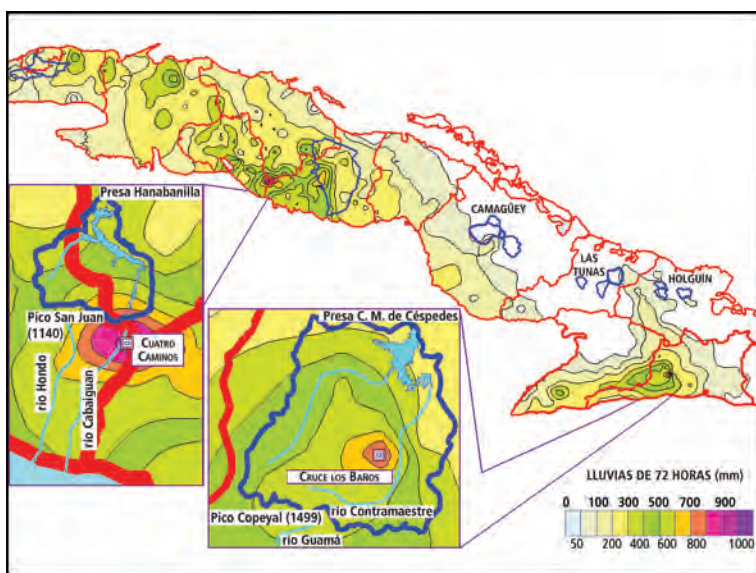 CAMAGÜEY
LAS
TUNAS
HOLGUÍN
Presa Hanabanilla
Pico San Juan
(1140)
CUATRO
CAMINOS
río Hondo
río Cabaiguan
Presa C. M. de Céspedes
CRUCE LOS BAÑOS
río Contramaestre
Pico Copeyal (1499)
río Guamá
LLUVIAS DE 72 HORAS (mm)
0 100 300 500 700 900
50 200 400 600 800 1000